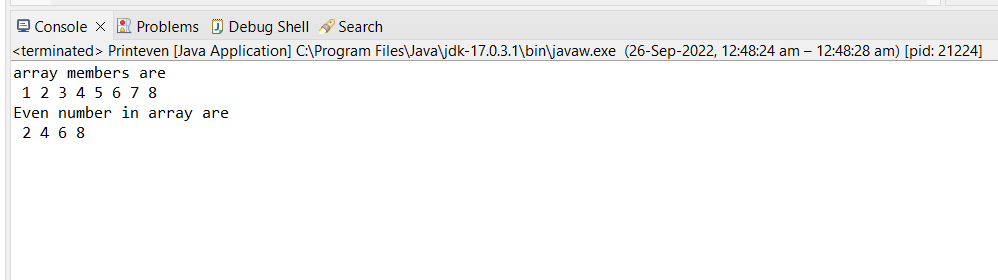 Console Problems Debug Shell Search
<terminated> Printeven [Java Application] C:\Program Files\Java\jdk-17.0.3.1\bin\javaw.exe (26-Sep-2022, 12:48:24 am – 12:48:28 am) [pid: 21224]
array members are
1 2 3 4 5 6 7 8
Even number in array are
2 4 6 8